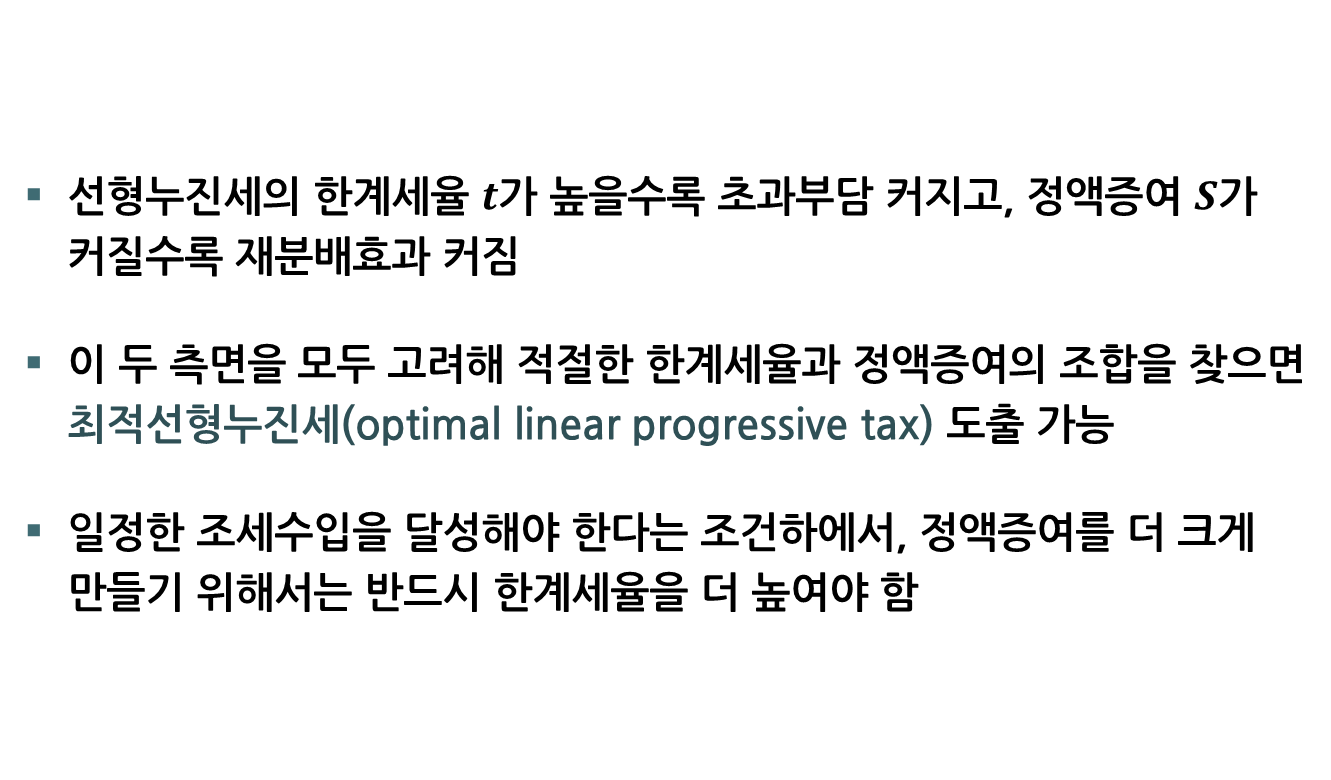 ▪ 선형누진세의 한계세율 t가 높을수록 초과부담 커지고, 정액증여 S가
커질수록 재분배효과 커짐
▪ 이 두 측면을 모두 고려해 적절한 한계세율과 정액증여의 조합을 찾으면
최적선형누진세(optimal linear progressive tax) 도출 가능
▪ 일정한 조세수입을 달성해야 한다는 조건하에서, 정액증여를 더 크게
만들기 위해서는 반드시 한계세율을 더 높여야 함